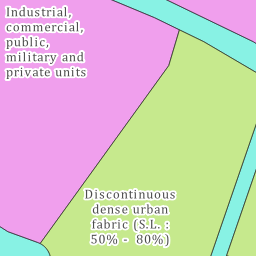 Industrial,
commercial,
public,
military and
private units
Discontinuous
dense urban
fabric (S.L. :
50% - 80%)